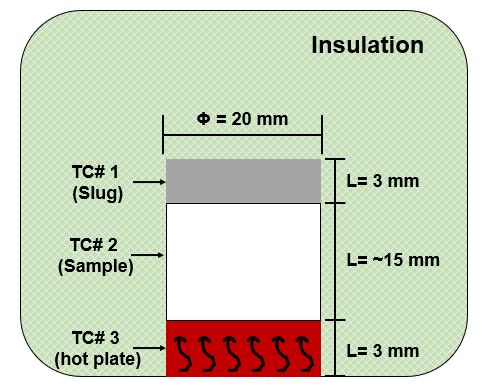 Insulation
Φ = 20 mm
TC# 1
(Slug)
L= 3 mm
TC# 2
(Sample)
L= ~15 mm
TC# 3
(hot plate)
L= 3 mm